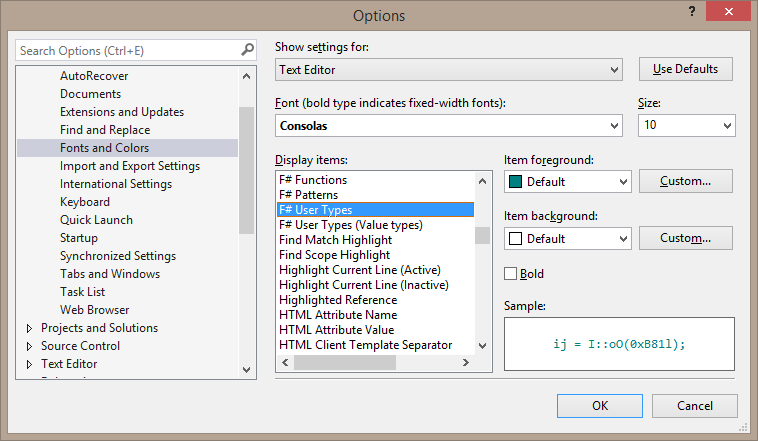 Options
?
Search Options (Ctrl+E)
AutoRecover
Documents
Extensions and Updates
Find and Replace
Fonts and Colors
Import and Export Settings
International Settings
Keyboard
Quick Launch
Startup
Synchronized Settings
Tabs and Windows
Task List
Web Browser
Projects and Solutions
Source Control
Text Editor
Show settings for:
Text Editor
Use Defaults
Font (bold type indicates fixed-width fonts):
Size:
Consolas
10
Display items:
F# Functions
F# Patterns
F# User Types
F# User Types (Value types)
Find Match Highlight
Find Scope Highlight
Highlight Current Line (Active)
Highlight Current Line (Inactive)
Highlighted Reference
HTML Attribute Name
HTML Attribute Value
HTML Client Template Separator
Item foreground:
Default
Custom...
Item background:
Default
Custom...
Bold
Sample:
ij = I::oO(0xB81l);
OK
Cancel